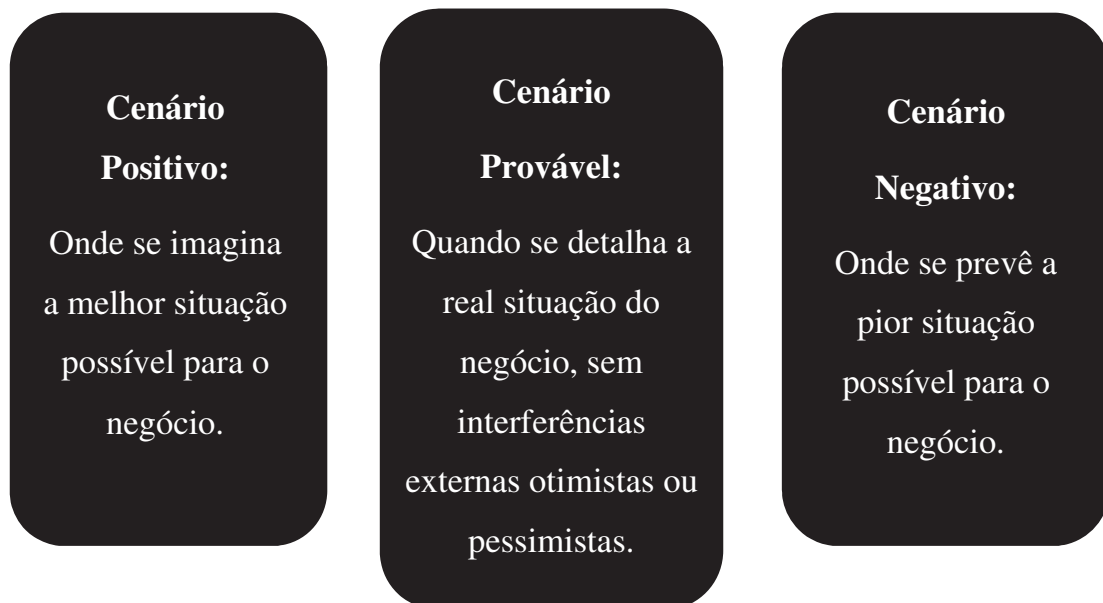 Cenário
Positivo:
Onde se imagina
a melhor situação
possível para o
negócio.
Cenário
Provável:
Quando se detalha a
real situação do
negócio, sem
interferências
externas otimistas ou
pessimistas.
Cenário
Negativo:
Onde se prevê a
pior situação
possível para o
negócio.